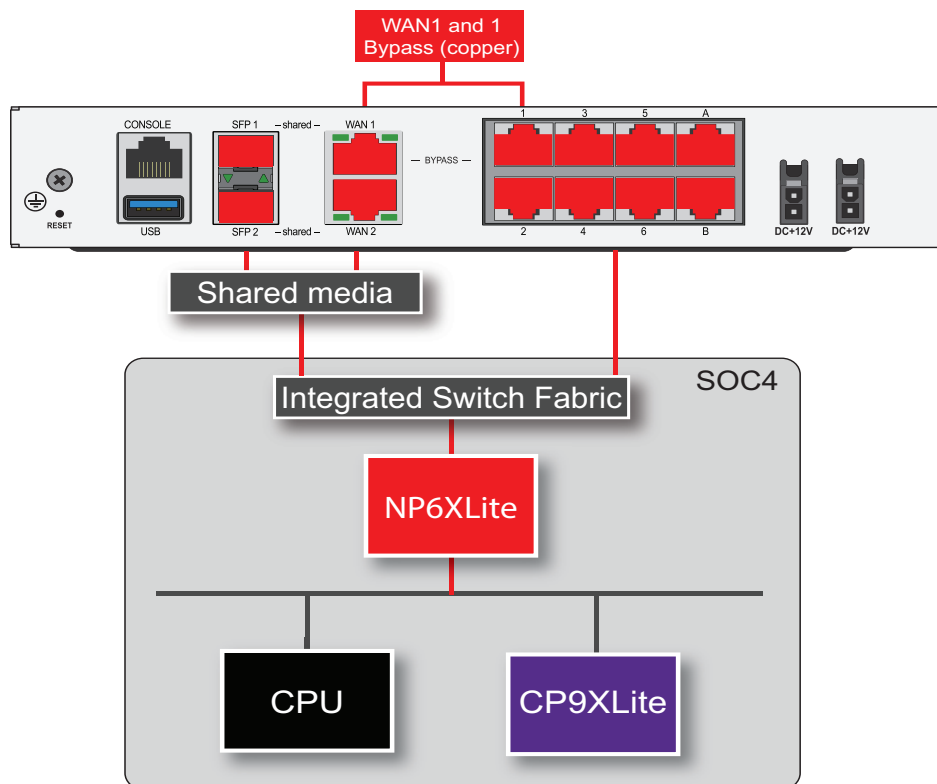 WAN1 and 1
Bypass (copper)
CONSOLE
SFP 1
shared
WAN 1
1
3
5
A
BYPASS
RESET
USB
SFP 2
shared
WAN 2
2
4
6
B
DC+12V
DC+12V
Shared media
SOC4
Integrated Switch Fabric
NP6XLite
CPU
CP9XLite